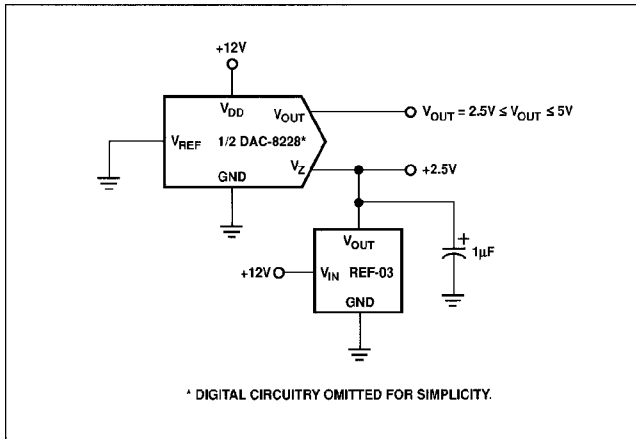 +12V
VDD
VOUT
VOUT = 2.5V ≤ VOUT ≤ 5V
VREF
1/2 DAC-8228*
VZ
+2.5V
GND
VOUT
+
1µF
+12V
VIN
REF-03
GND
* DIGITAL CIRCUITRY OMITTED FOR SIMPLICITY.